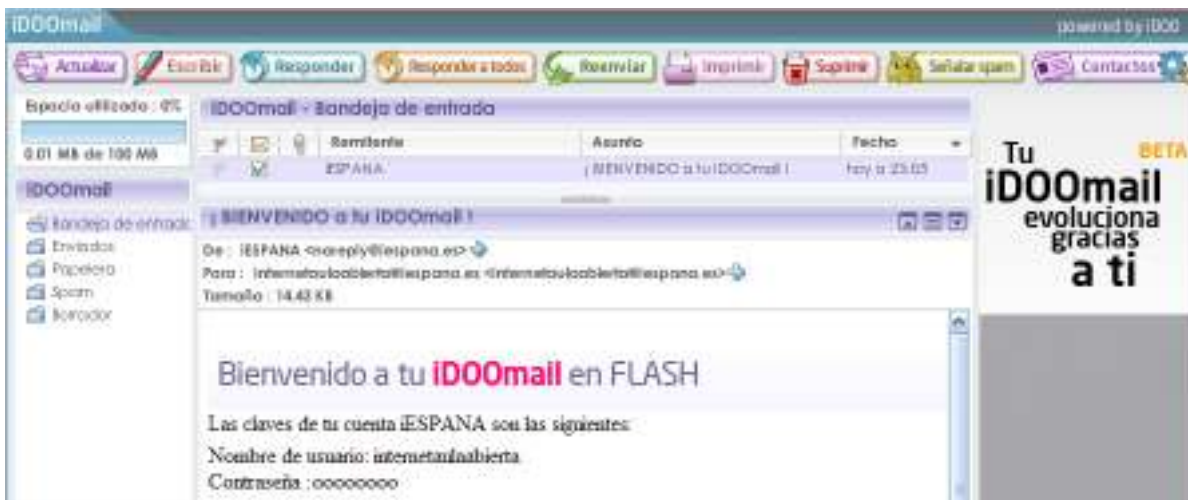 iDOOmail
powered by iDOO
Actualizar
Escribir
Responder
Responder a todos
Reenviar
Imprimir
Suprimir
Señalar spam
Contactos
Espacio utilizado : 0%
0.01 MB de 100 MB
iDOOmail
Bandeja de entrada
Enviados
Papelera
Spam
Borrador
iDOOmail - Bandeja de entrada
Remitente Asunto Fecha
iESPANA ¡ BIENVENIDO a tu iDOOmail ! hoy a 23:03
¡ BIENVENIDO a tu iDOOmail !
De : iESPANA <noreply@iespana.es>
Para : internetaulaabierta@iespana.es <internetaulaabierta@iespana.es>
Tamaño : 14.43 KB
Bienvenido a tu iDOOmail en FLASH
Las claves de tu cuenta iESPANA son las siguientes:
Nombre de usuario: internetaulaabierta
Contraseña :oooooooo
Tu
BETA
iDOOmail
evoluciona
gracias
a ti